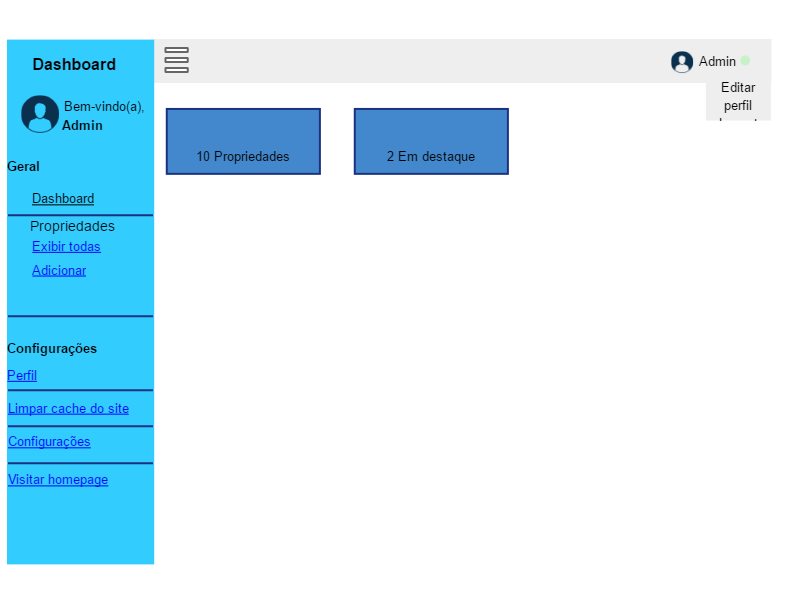 Dashboard
Admin
Editar
perfil
Bem-vindo(a),
Admin
10 Propriedades
2 Em destaque
Geral
Dashboard
Propriedades
Exibir todas
Adicionar
Configurações
Perfil
Limpar cache do site
Configurações
Visitar homepage